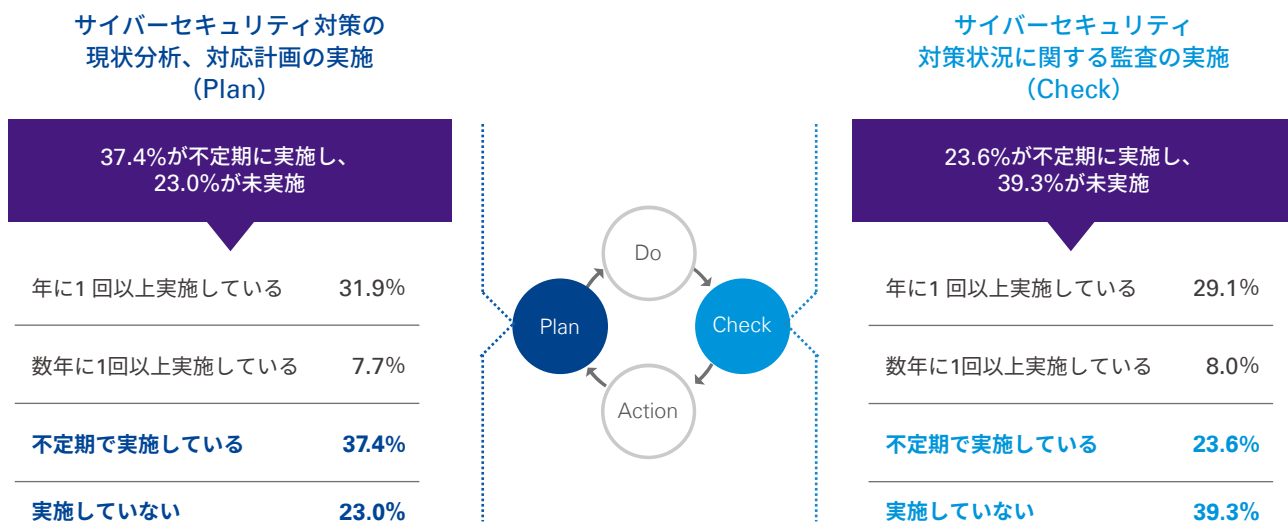 サイバーセキュリティ対策の
現状分析、対応計画の実施
（Plan）
37.4%が不定期に実施し、
23.0%が未実施
年に1 回以上実施している 31.9%
数年に1回以上実施している 7.7%
不定期で実施している 37.4%
実施していない 23.0%
Do
Plan
Check
Action
サイバーセキュリティ
対策状況に関する監査の実施
（Check）
23.6%が不定期に実施し、
39.3%が未実施
年に1 回以上実施している 29.1%
数年に1回以上実施している 8.0%
不定期で実施している 23.6%
実施していない 39.3%